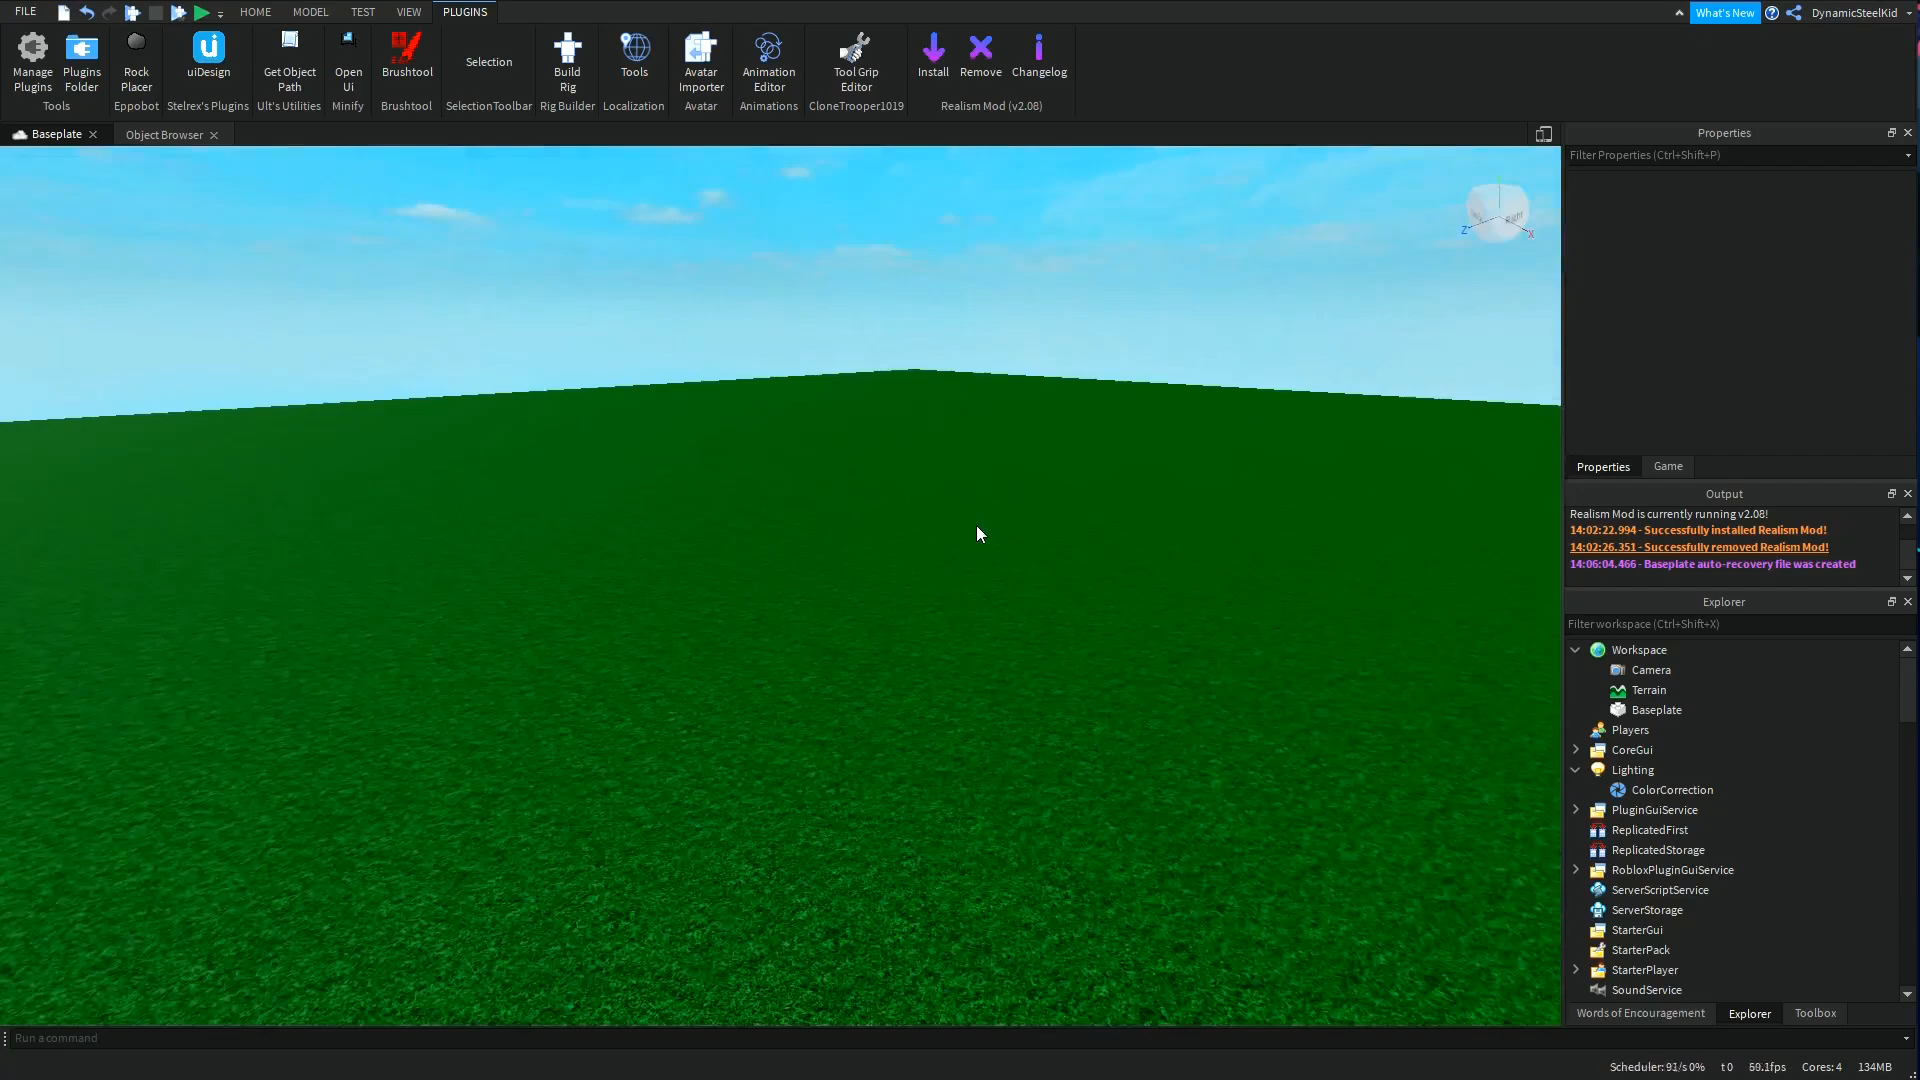 FILE HOME MODEL TEST VIEW PLUGINS What's New DynamicSteelKid
Manage Plugins
Plugins Folder
Tools
Rock Placer
Eppobot
uiDesign
Stelrex's Plugins
Get Object Path
Ult's Utilities
Open Ui
Minify
Brushtool
Brushtool
Selection
SelectionToolbar
Build Rig
Rig Builder
Tools
Localization
Avatar Importer
Avatar
Animation Editor
Animations
Tool Grip Editor
CloneTrooper1019
Install
Remove
Changelog
Realism Mod (v2.08)
Baseplate
Object Browser
Z
X
Right
Properties
Filter Properties (Ctrl+Shift+P)
Properties Game
Output
Realism Mod is currently running v2.08!
14:02:22.994 - Successfully installed Realism Mod!
14:02:26.351 - Successfully removed Realism Mod!
14:06:04.466 - Baseplate auto-recovery file was created
Explorer
Filter workspace (Ctrl+Shift+X)
Workspace
Camera
Terrain
Baseplate
Players
CoreGui
Lighting
ColorCorrection
PluginGuiService
ReplicatedFirst
ReplicatedStorage
RobloxPluginGuiService
ServerScriptService
ServerStorage
StarterGui
StarterPack
StarterPlayer
SoundService
Words of Encouragement Explorer Toolbox
Run a command
t 0 Cores: 4 134MB